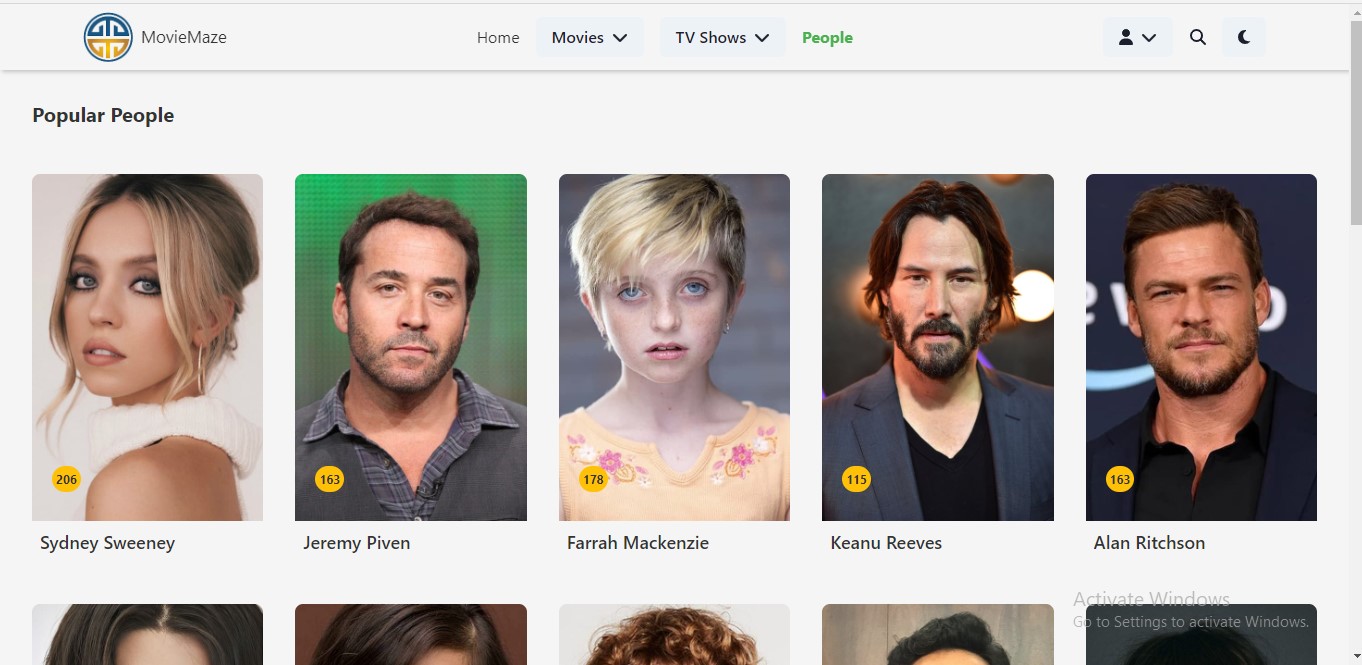 MovieMaze
Home
Movies
TV Shows
People
Popular People
206
163
178
115
163
Sydney Sweeney
Jeremy Piven
Farrah Mackenzie
Keanu Reeves
Alan Ritchson
Activate Windows
Go to Settings to activate Windows.